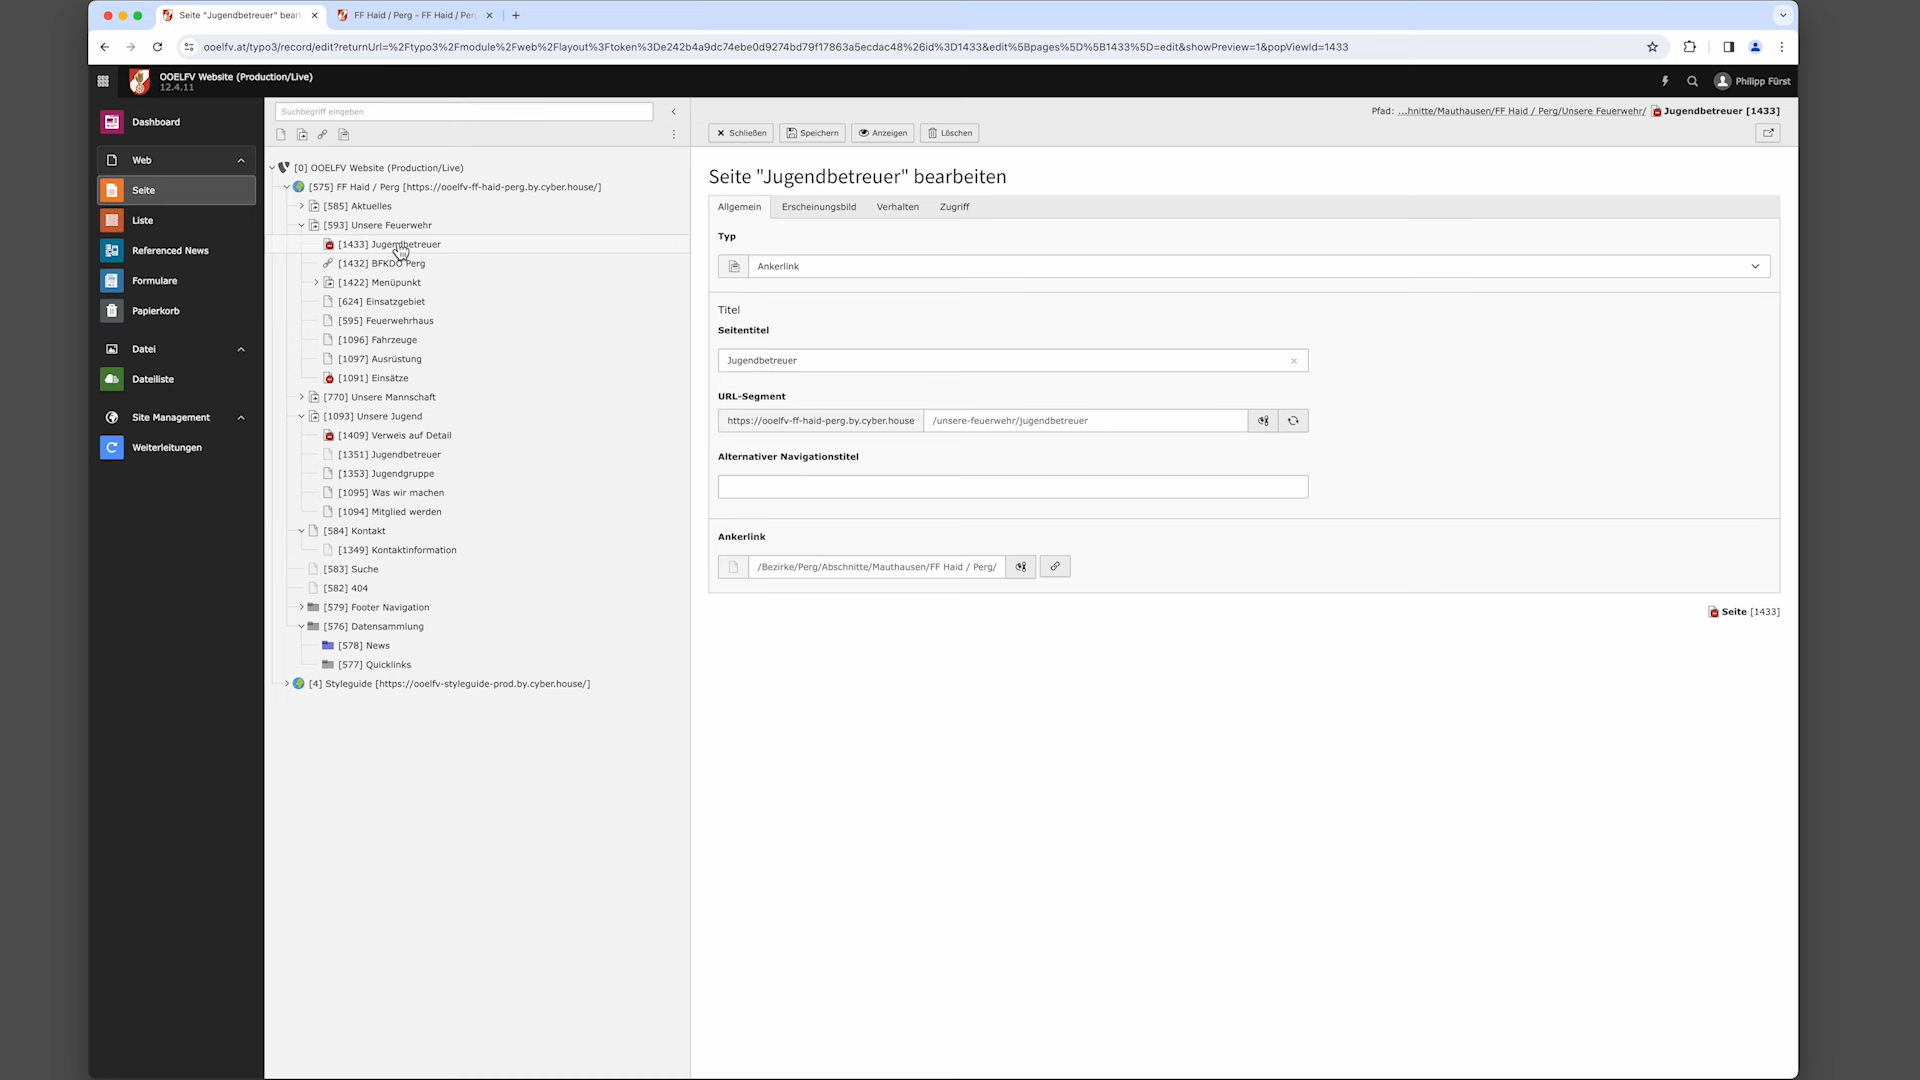 Seite "Jugendbetreuer" bear
FF Haid / Perg - FF Haid / Per
ooelfv.at/typo3/record/edit?returnUrl=%2Ftypo3%2Fmodule%2Fweb%2Flayout%3Ftoken%3De242b4a9dc74ebe0d9274bd79f17863a5ecdac48%26id%3D1433&edit%5Bpages%5D%5B1433%5D=edit&showPreview=1&popViewId=1433
OOELFV Website (Production/Live)
12.4.11
Philipp Fürst
Dashboard
Web
Seite
Liste
Referenced News
Formulare
Papierkorb
Datei
Dateiliste
Site Management
Weiterleitungen
Suchbegriff eingeben
[0] OOELFV Website (Production/Live)
[575] FF Haid / Perg [https://ooelfv-ff-haid-perg.by.cyber.house/]
[585] Aktuelles
[593] Unsere Feuerwehr
[1433] Jugendbetreuer
[1432] BFKDO Perg
[1422] Menüpunkt
[624] Einsatzgebiet
[595] Feuerwehrhaus
[1096] Fahrzeuge
[1097] Ausrüstung
[1091] Einsätze
[770] Unsere Mannschaft
[1093] Unsere Jugend
[1409] Verweis auf Detail
[1351] Jugendbetreuer
[1353] Jugendgruppe
[1095] Was wir machen
[1094] Mitglied werden
[584] Kontakt
[1349] Kontaktinformation
[583] Suche
[582] 404
[579] Footer Navigation
[576] Datensammlung
[578] News
[577] Quicklinks
[4] Styleguide [https://ooelfv-styleguide-prod.by.cyber.house/]
Pfad: ...hnitte/Mauthausen/FF Haid / Perg/Unsere Feuerwehr/ Jugendbetreuer [1433]
Schließen Speichern Anzeigen Löschen
Seite "Jugendbetreuer" bearbeiten
Allgemein Erscheinungsbild Verhalten Zugriff
Typ
Ankerlink
Titel
Seitentitel
Jugendbetreuer
URL-Segment
https://ooelfv-ff-haid-perg.by.cyber.house /unsere-feuerwehr/jugendbetreuer
Alternativer Navigationstitel
Ankerlink
/Bezirke/Perg/Abschnitte/Mauthausen/FF Haid / Perg/
Seite [1433]